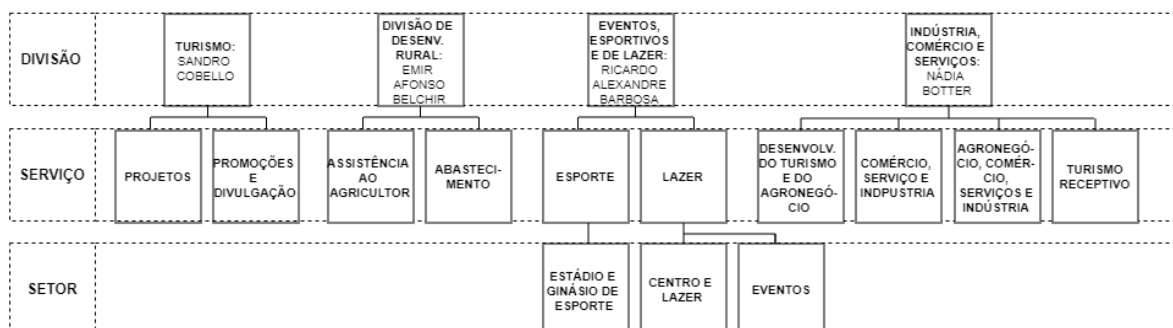 DIVISÃO
TURISMO:
SANDRO
COBELLO
DIVISÃO DE
DESENV.
RURAL:
EMIR
AFONSO
BELCHIR
EVENTOS,
ESPORTIVOS
E DE LAZER:
RICARDO
ALEXANDRE
BARBOSA
INDÚSTRIA,
COMÉRCIO E
SERVIÇOS:
NÁDIA
BOTTER
SERVIÇO
PROJETOS
PROMOÇÕES
E
DIVULGAÇÃO
ASSISTÊNCIA
AO
AGRICULTOR
ABASTECI-
MENTO
ESPORTE
LAZER
DESENVOLV.
DO TURISMO
E DO
AGRONEGÓ-
CIO
COMÉRCIO,
SERVIÇO E
INDPUSTRIA
AGRONEGÓ-
CIO, COMÉR-
CIO,
SERVIÇOS E
INDÚSTRIA
TURISMO
RECEPTIVO
SETOR
ESTÁDIO E
GINÁSIO DE
ESPORTE
CENTRO E
LAZER
EVENTOS